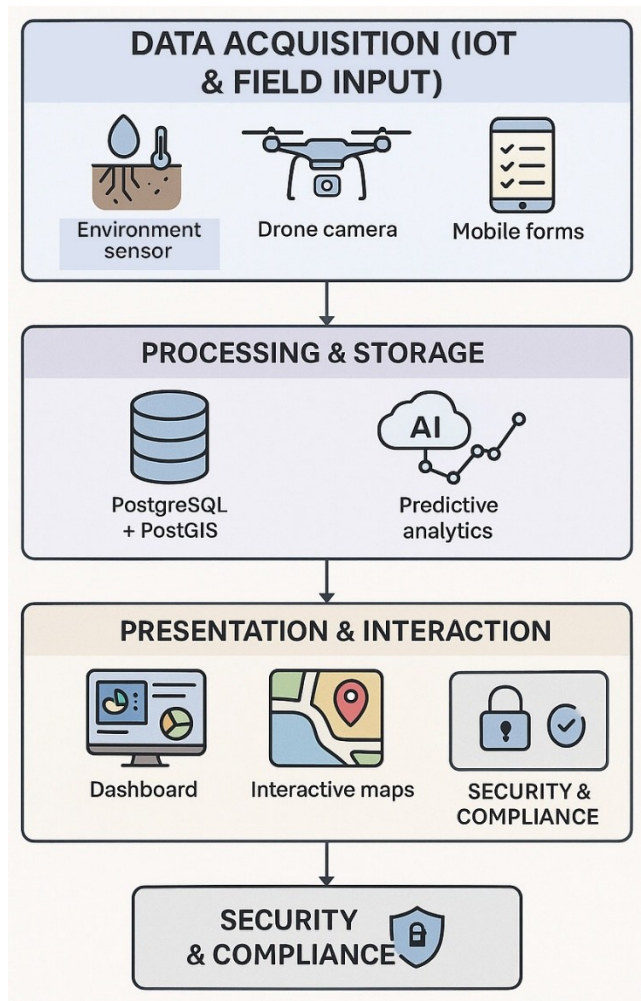 DATA ACQUISITION (IOT
& FIELD INPUT)
Environment
sensor
Drone camera
Mobile forms
PROCESSING & STORAGE
PostgreSQL
+ PostGIS
AI
Predictive
analytics
PRESENTATION & INTERACTION
Dashboard
Interactive maps
SECURITY &
COMPLIANCE
SECURITY
& COMPLIANCE